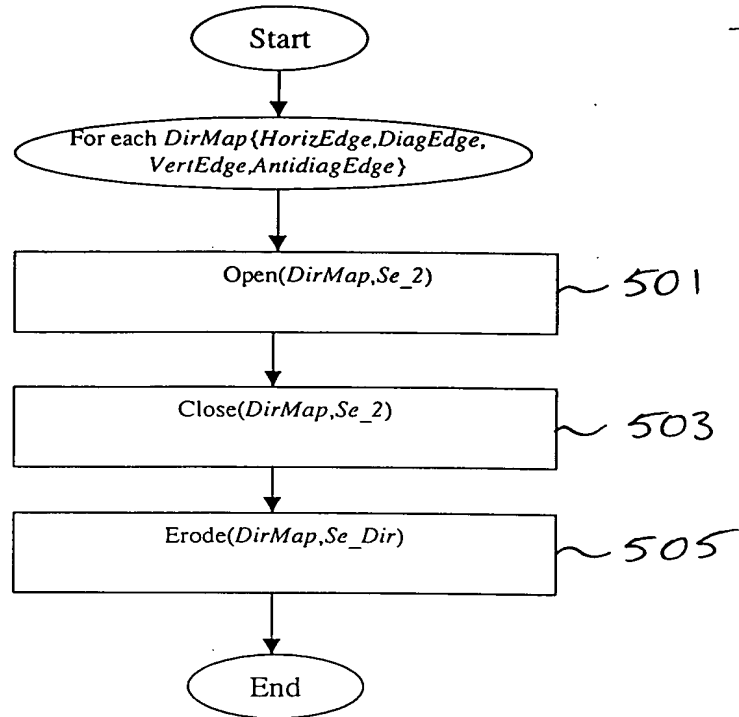 Start
For each DirMap{HorizEdge,DiagEdge,
VertEdge,AntidiagEdge}
Open(DirMap,Se_2)
501
Close(DirMap,Se_2)
503
Erode(DirMap,Se_Dir)
505
End